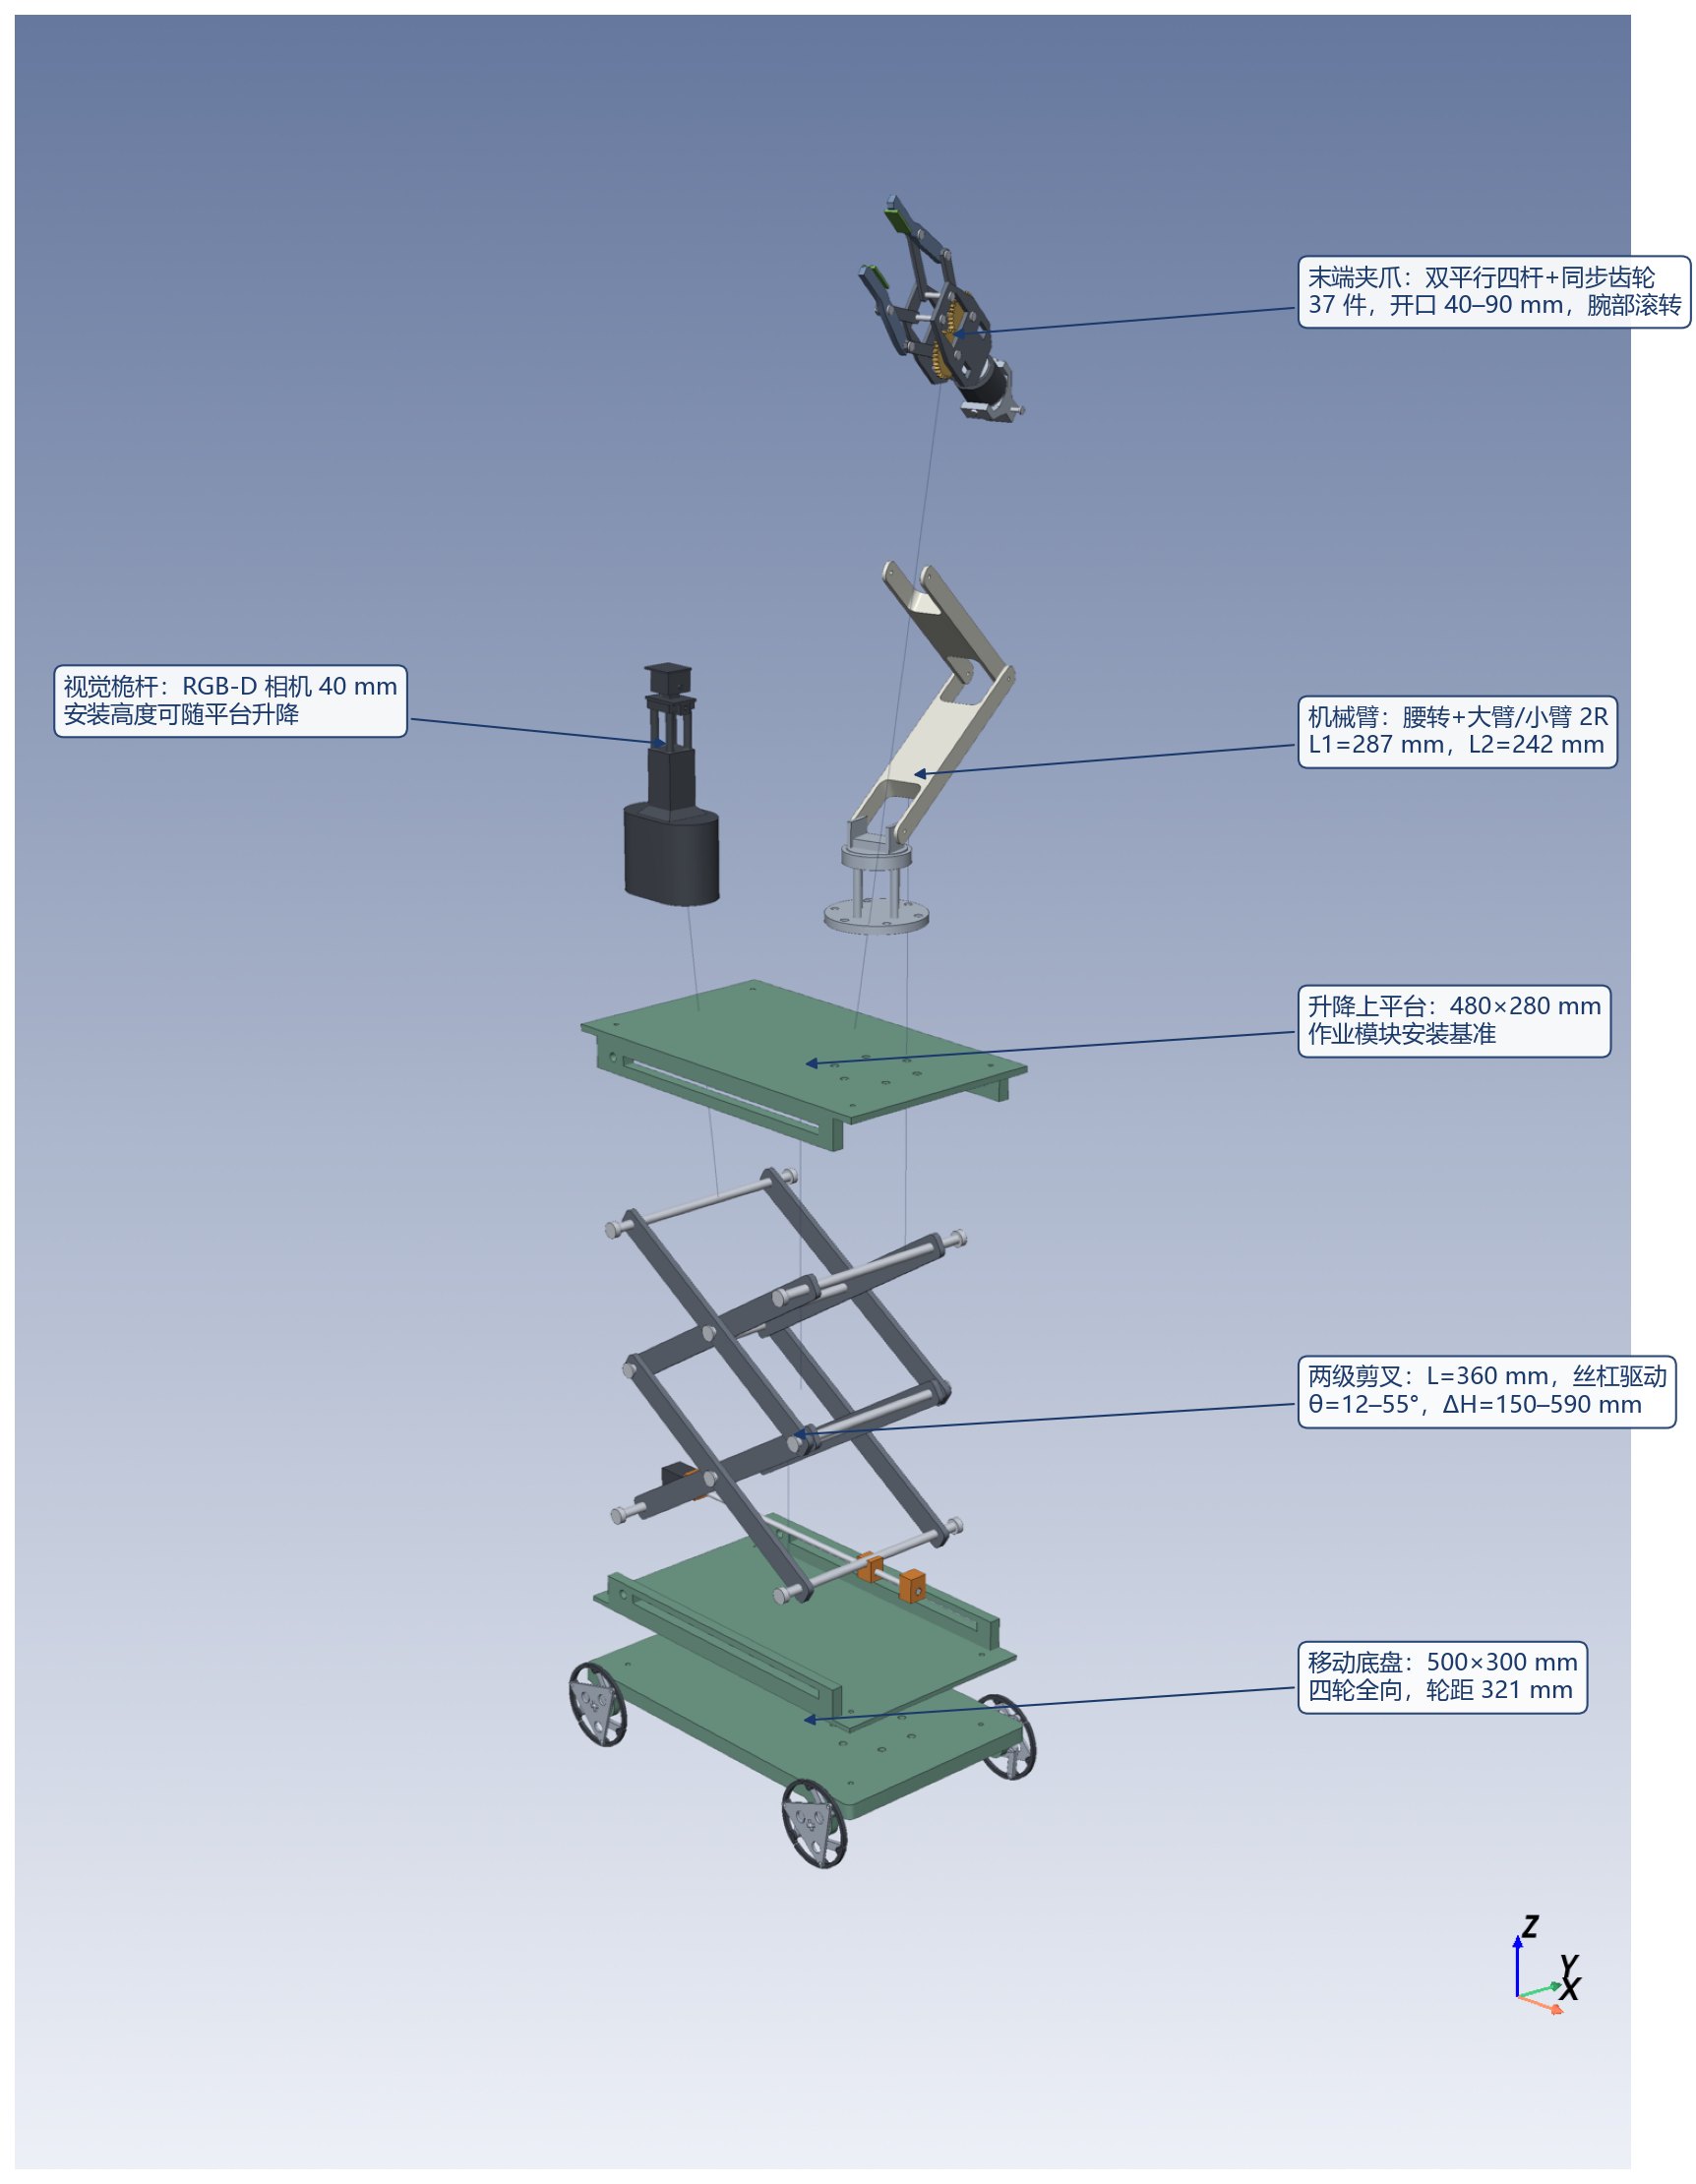 末端夹爪：双平行四杆+同步齿轮
37 件，开口 40–90 mm，腕部滚转
视觉桅杆：RGB-D 相机 40 mm
安装高度可随平台升降
机械臂：腰转+大臂/小臂 2R
L1=287 mm，L2=242 mm
升降上平台：480×280 mm
作业模块安装基准
两级剪叉：L=360 mm，丝杠驱动
θ=12–55°，ΔH=150–590 mm
移动底盘：500×300 mm
四轮全向，轮距 321 mm
Z
Y
X